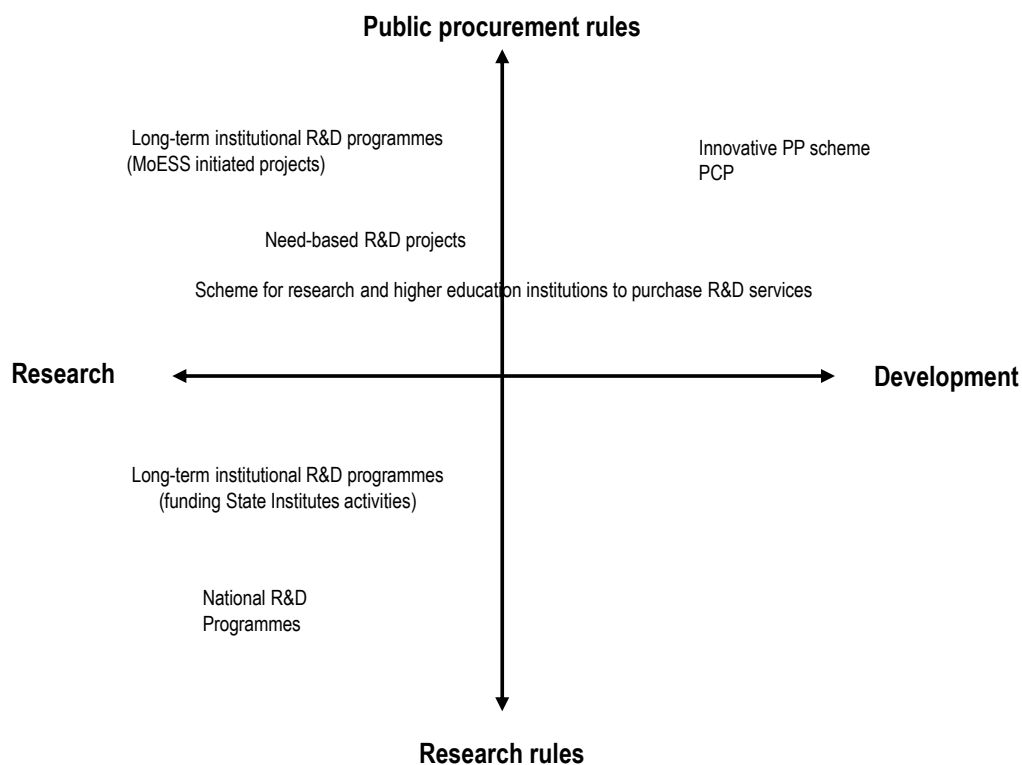 Public procurement rules
Long-term institutional R&D programmes
(MoESS initiated projects)
Innovative PP scheme
PCP
Need-based R&D projects
Scheme for research and higher education institutions to purchase R&D services
Research
Development
Long-term institutional R&D programmes
(funding State Institutes activities)
National R&D
Programmes
Research rules